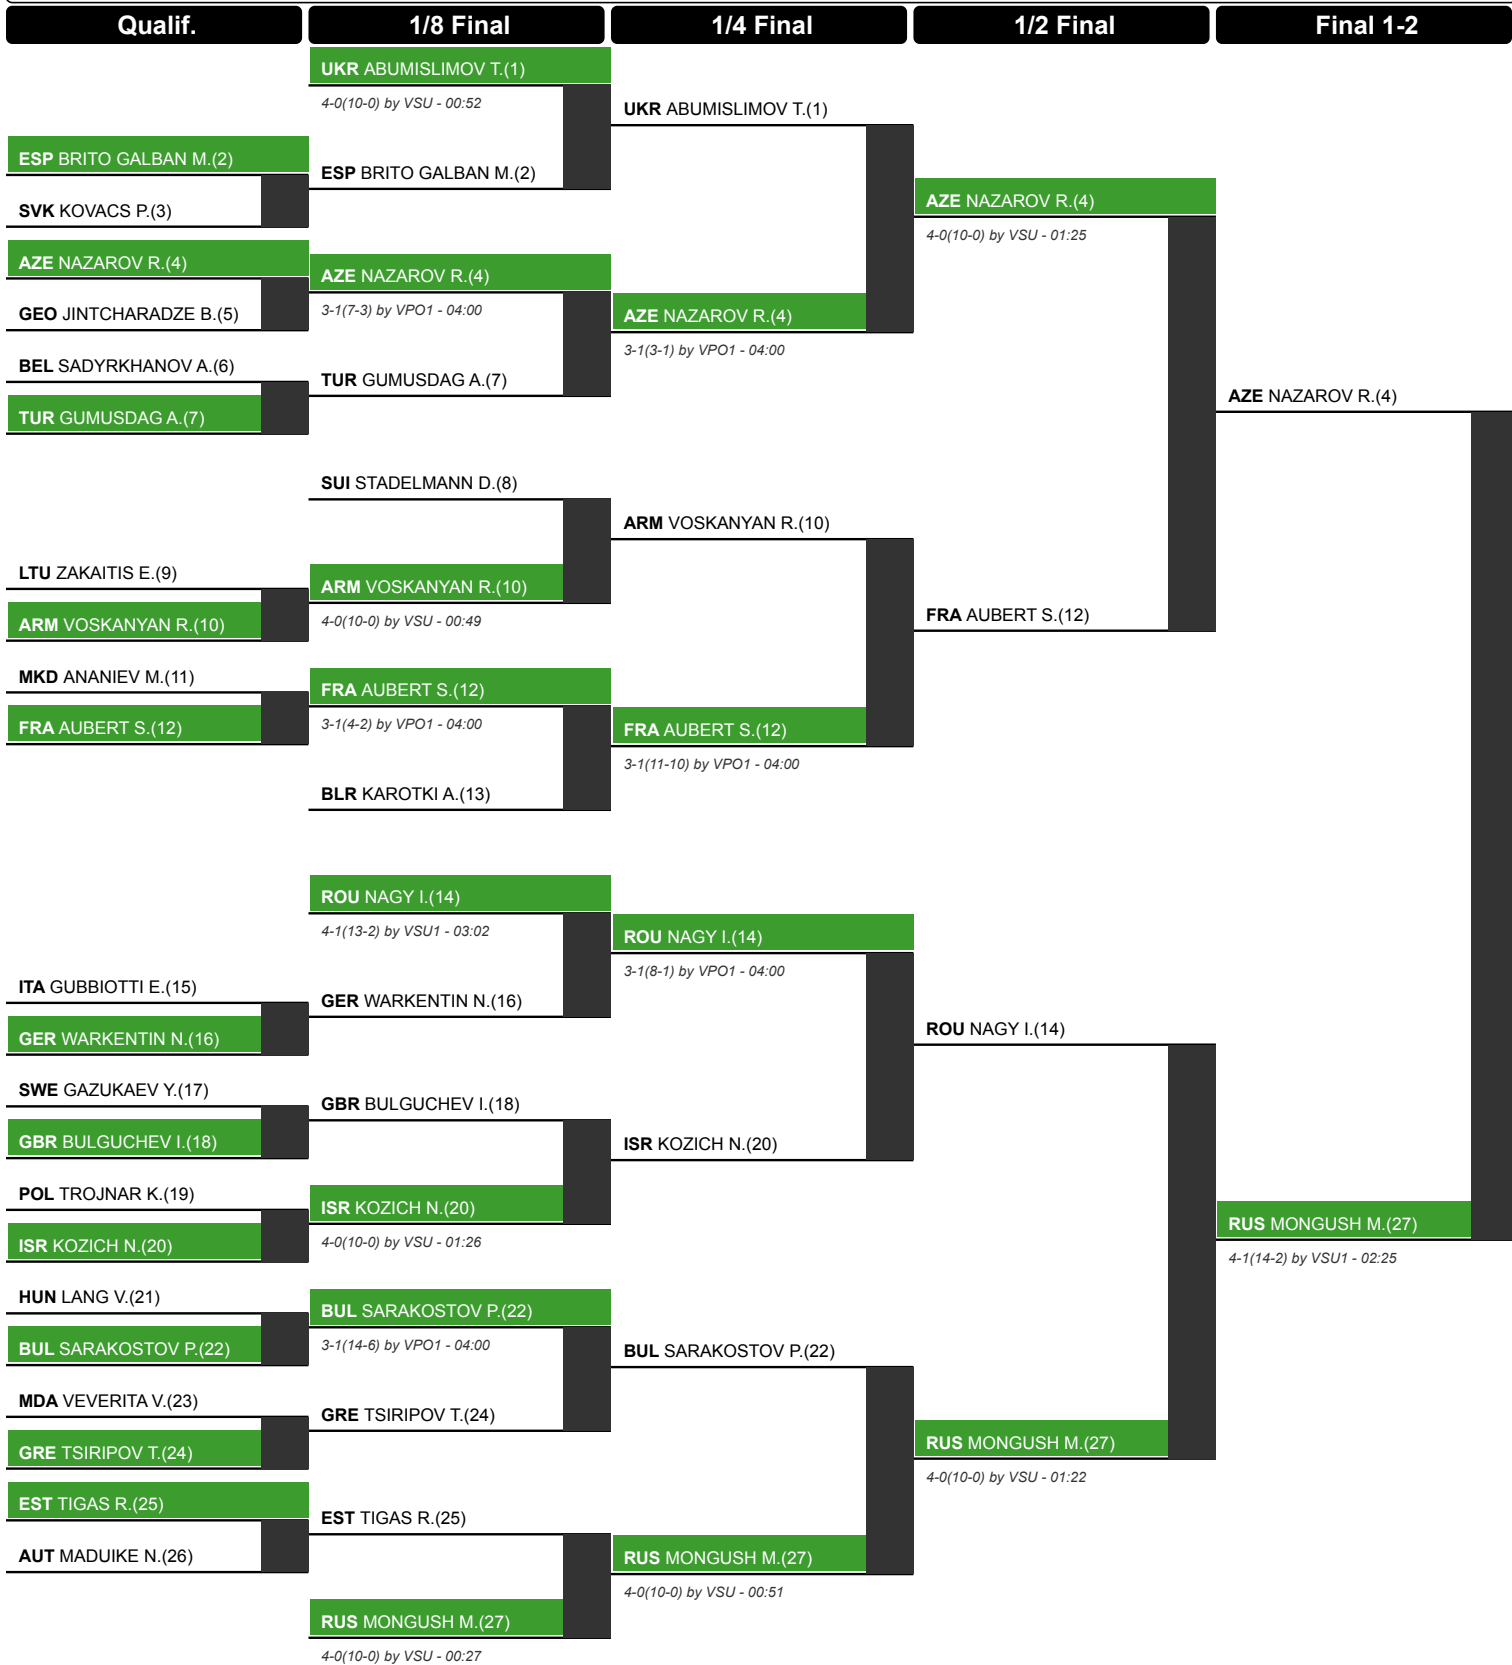 Qualif.
1/8 Final
1/4 Final
1/2 Final
Final 1-2
ESP BRITO GALBAN M.(2)
SVK KOVACS P.(3)
AZE NAZAROV R.(4)
GEO JINTCHARADZE B.(5)
BEL SADYRKHANOV A.(6)
TUR GUMUSDAG A.(7)
LTU ZAKAITIS E.(9)
ARM VOSKANYAN R.(10)
MKD ANANIEV M.(11)
FRA AUBERT S.(12)
ITA GUBBIOTTI E.(15)
GER WARKENTIN N.(16)
SWE GAZUKAEV Y.(17)
GBR BULGUCHEV I.(18)
POL TROJNAR K.(19)
ISR KOZICH N.(20)
HUN LANG V.(21)
BUL SARAKOSTOV P.(22)
MDA VEVERITA V.(23)
GRE TSIRIPOV T.(24)
EST TIGAS R.(25)
AUT MADUIKE N.(26)
UKR ABUMISLIMOV T.(1)
4-0(10-0) by VSU - 00:52
ESP BRITO GALBAN M.(2)
AZE NAZAROV R.(4)
3-1(7-3) by VPO1 - 04:00
TUR GUMUSDAG A.(7)
SUI STADELMANN D.(8)
ARM VOSKANYAN R.(10)
4-0(10-0) by VSU - 00:49
FRA AUBERT S.(12)
3-1(4-2) by VPO1 - 04:00
BLR KAROTKI A.(13)
ROU NAGY I.(14)
4-1(13-2) by VSU1 - 03:02
GER WARKENTIN N.(16)
GBR BULGUCHEV I.(18)
ISR KOZICH N.(20)
4-0(10-0) by VSU - 01:26
BUL SARAKOSTOV P.(22)
3-1(14-6) by VPO1 - 04:00
GRE TSIRIPOV T.(24)
EST TIGAS R.(25)
RUS MONGUSH M.(27)
4-0(10-0) by VSU - 00:27
UKR ABUMISLIMOV T.(1)
AZE NAZAROV R.(4)
3-1(3-1) by VPO1 - 04:00
ARM VOSKANYAN R.(10)
FRA AUBERT S.(12)
3-1(11-10) by VPO1 - 04:00
ROU NAGY I.(14)
3-1(8-1) by VPO1 - 04:00
ISR KOZICH N.(20)
BUL SARAKOSTOV P.(22)
RUS MONGUSH M.(27)
4-0(10-0) by VSU - 00:51
AZE NAZAROV R.(4)
4-0(10-0) by VSU - 01:25
FRA AUBERT S.(12)
ROU NAGY I.(14)
RUS MONGUSH M.(27)
4-0(10-0) by VSU - 01:22
AZE NAZAROV R.(4)
RUS MONGUSH M.(27)
4-1(14-2) by VSU1 - 02:25